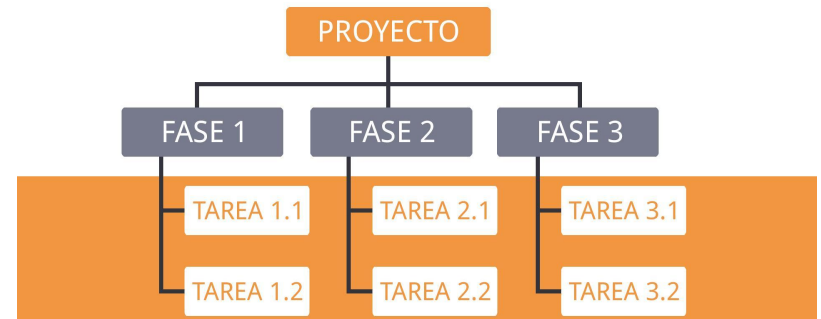 PROYECTO
FASE 1
FASE 2
FASE 3
TAREA 1.1
TAREA 2.1
TAREA 3.1
TAREA 1.2
TAREA 2.2
TAREA 3.2